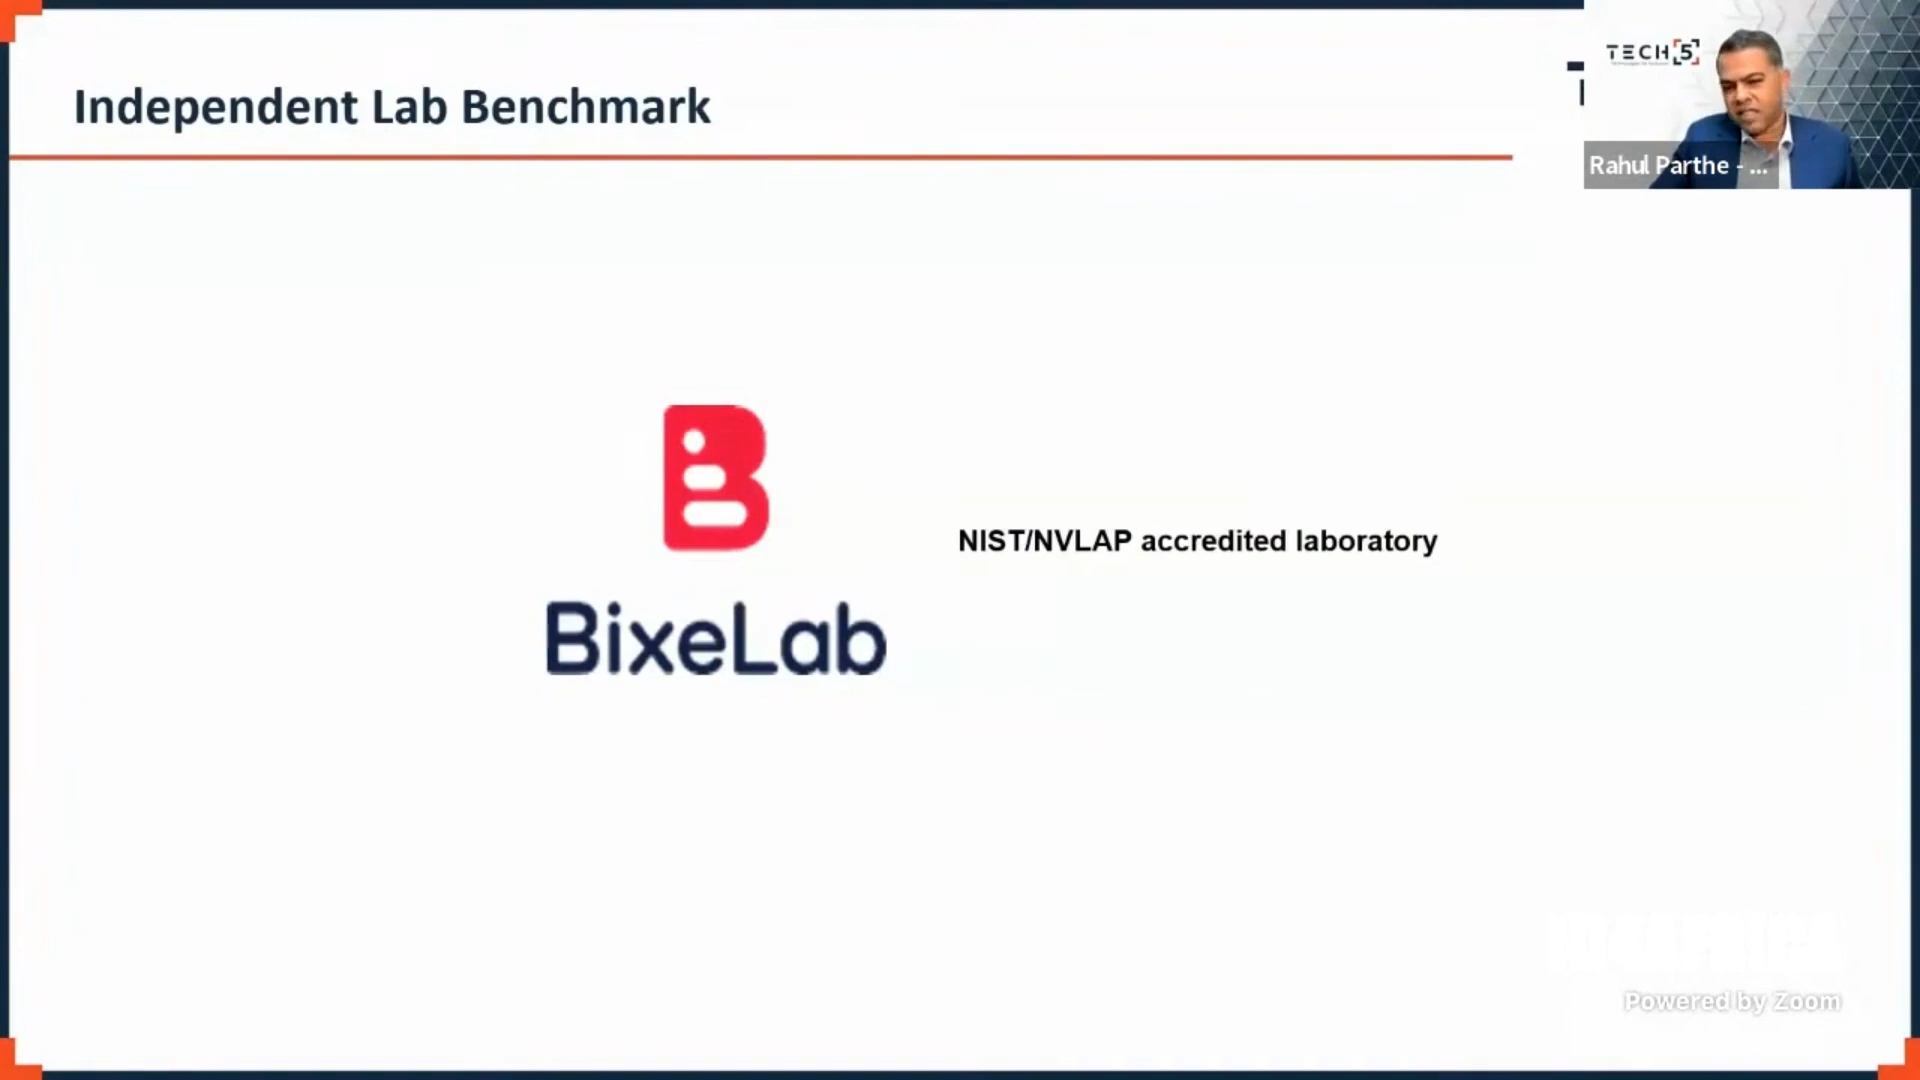 Independent Lab Benchmark
TECH5
Rahul Parthe - ...
NIST/NVLAP accredited laboratory
BixeLab
Powered by Zoom